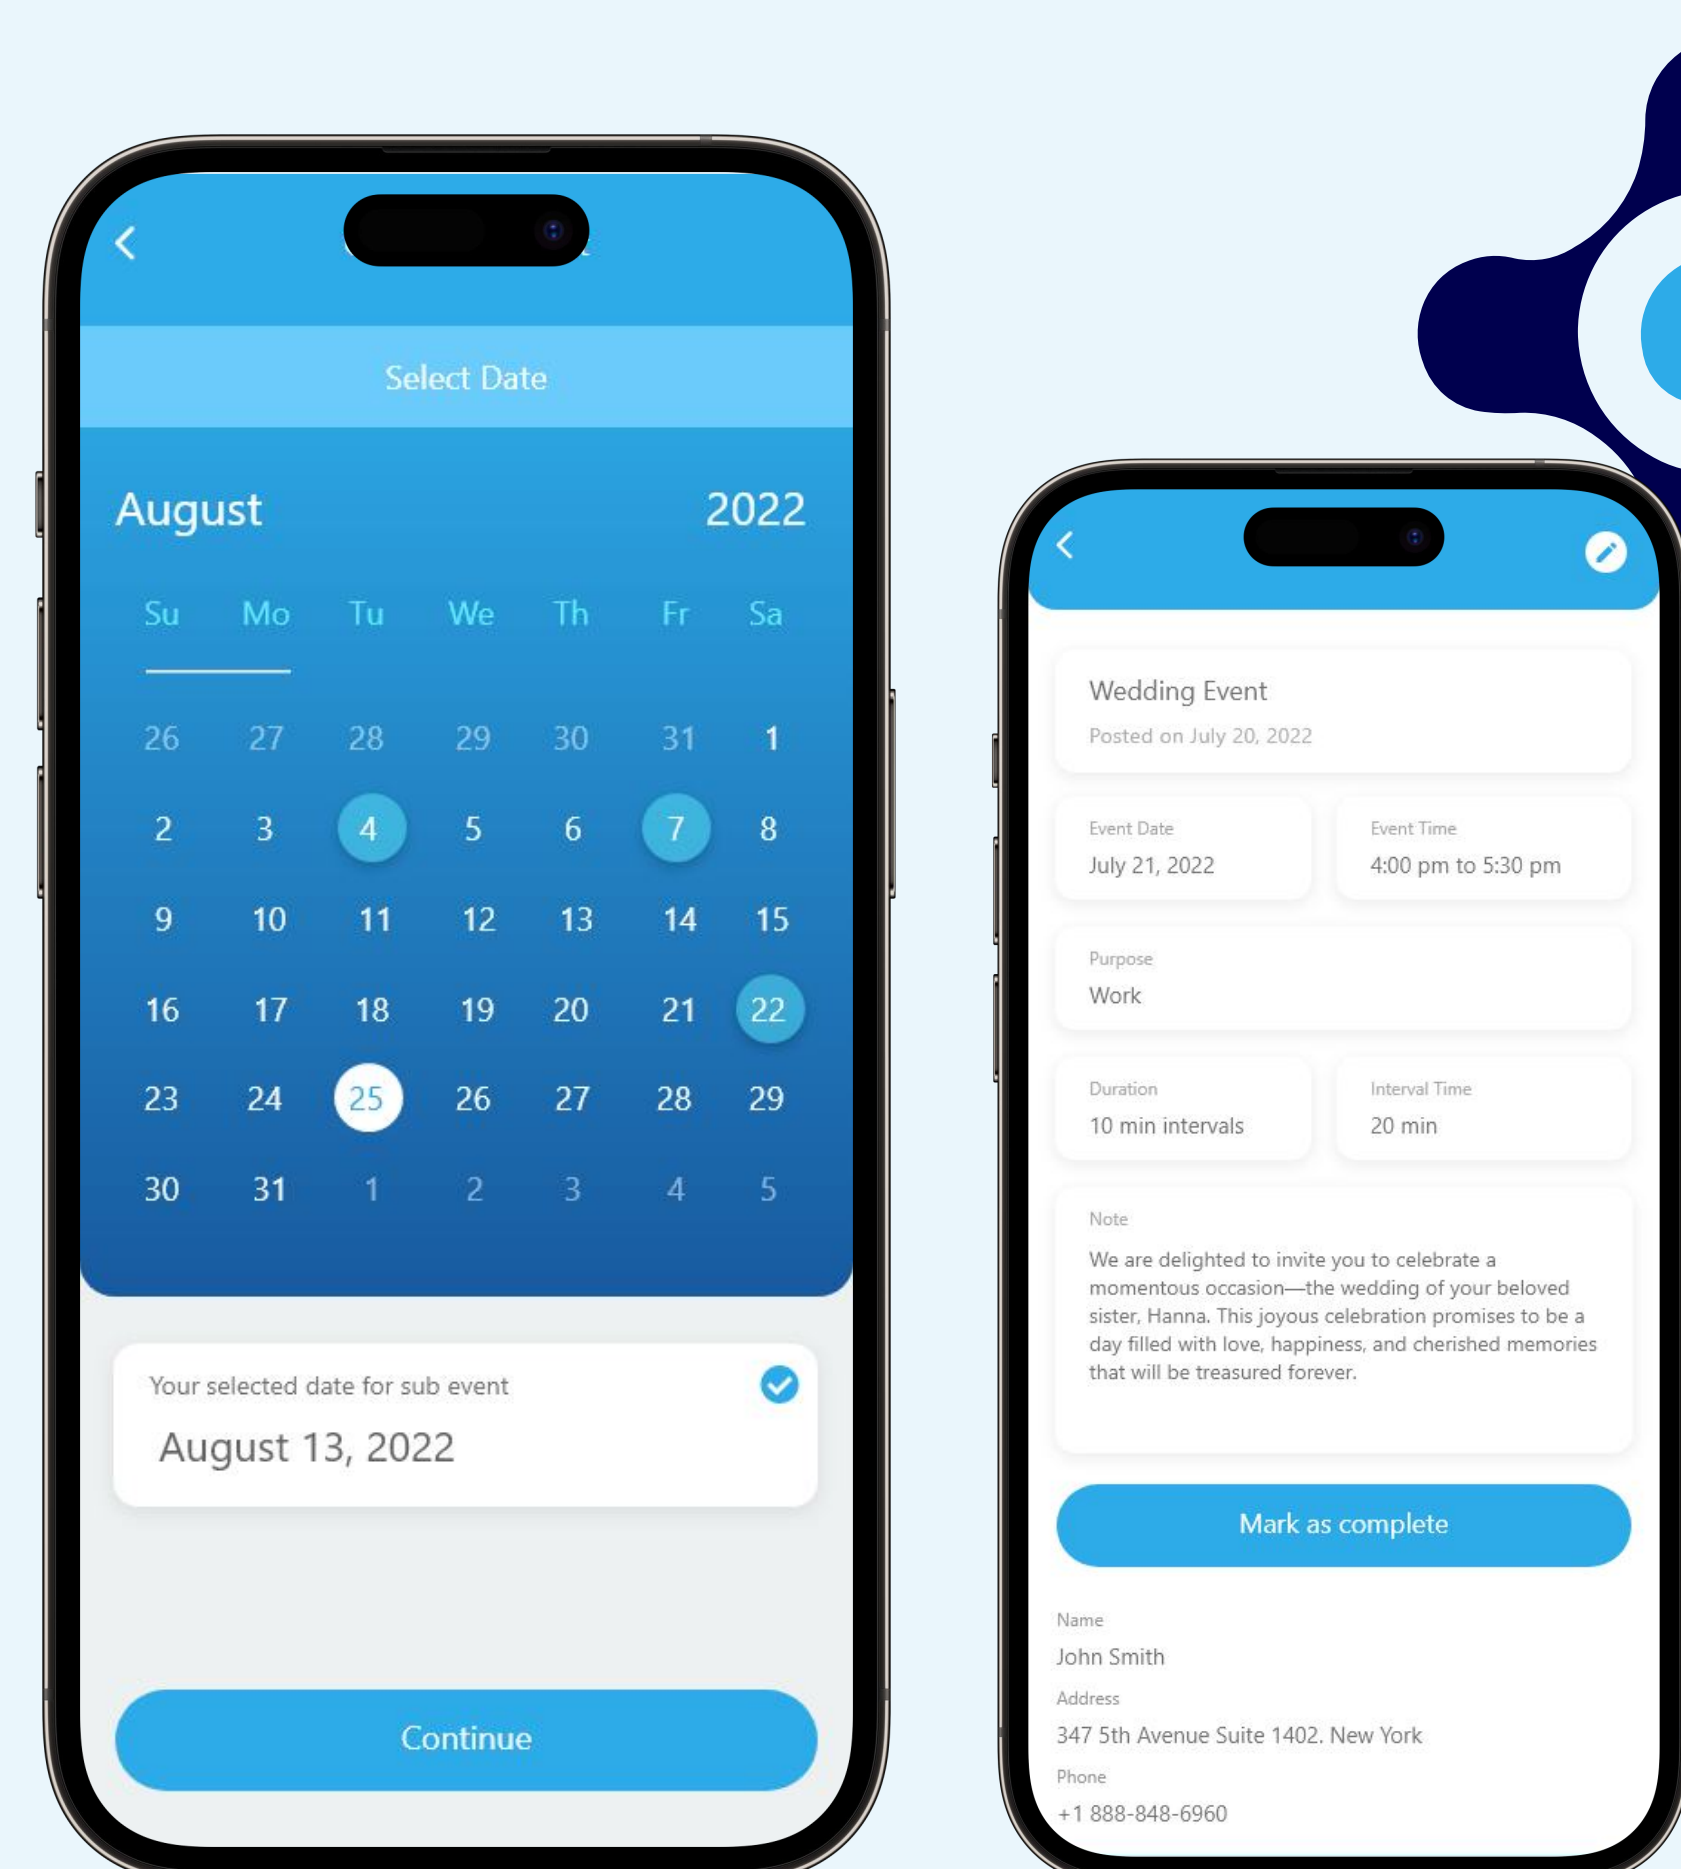 Select Date
August 2022
Su Mo Tu We Th Fr Sa
26 27 28 29 30 31 1
2 3 4 5 6 7 8
9 10 11 12 13 14 15
16 17 18 19 20 21 22
23 24 25 26 27 28 29
30 31 1 2 3 4 5
Your selected date for sub event
August 13, 2022
Continue
Wedding Event
Posted on July 20, 2022
Event Date
July 21, 2022
Event Time
4:00 pm to 5:30 pm
Purpose
Work
Duration
10 min intervals
Interval Time
20 min
Note
We are delighted to invite you to celebrate a
momentous occasion—the wedding of your beloved
sister, Hanna. This joyous celebration promises to be a
day filled with love, happiness, and cherished memories
that will be treasured forever.
Mark as complete
Name
John Smith
Address
347 5th Avenue Suite 1402. New York
Phone
+1 888-848-6960